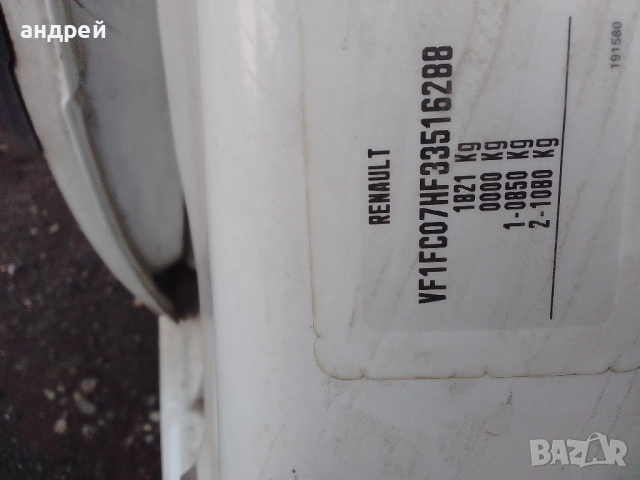 андрей
RENAULT
VF1FC07HF33516288
1821 Kg
0000 Kg
1-0850 Kg
2-1080 Kg
191580
BAZAR